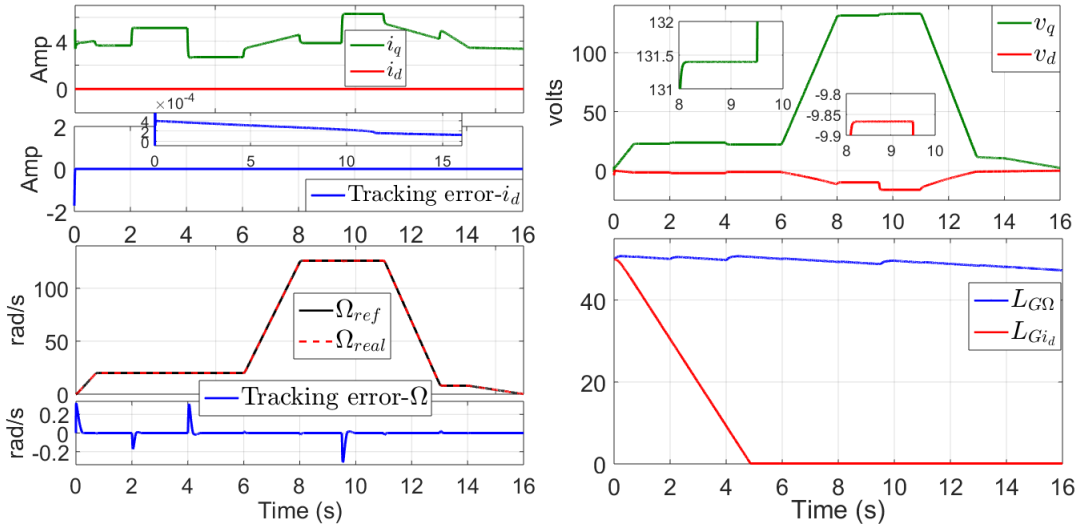 Amp
4
0
i_q
i_d
×10^-4
4
2
0
0 5 10 15
Amp
2
0
-2
Tracking error-i_d
0 2 4 6 8 10 12 14 16
rad/s
100
50
0
Ω_ref
Ω_real
rad/s
0.2
0
-0.2
Tracking error-Ω
0 2 4 6 8 10 12 14 16
Time (s)
volts
100
50
0
132
131.5
131
8 9 10
v_q
v_d
-9.8
-9.85
-9.9
8 9 10
0 2 4 6 8 10 12 14 16
40
20
0
L_GΩ
L_Gi_d
0 2 4 6 8 10 12 14 16
Time (s)